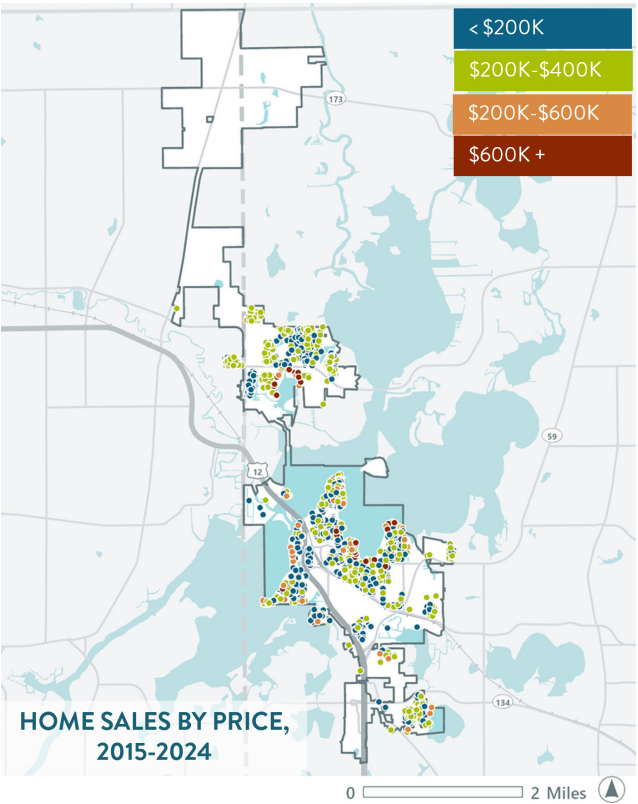 < $200K
$200K-$400K
$200K-$600K
$600K +
173
59
12
134
HOME SALES BY PRICE,
2015-2024
0 2 Miles